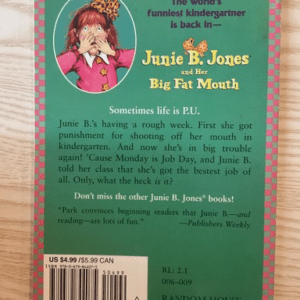 The world's
funniest kindergartner
is back in—
Junie B. Jones
and Her
Big Fat Mouth
Sometimes life is P.U.
Junie B.'s having a rough week. First she got
punishment for shooting off her mouth in
kindergarten. And now she's in big trouble
again! 'Cause Monday is Job Day, and Junie B.
told her class that she's got the bestest job of
all. Only, what the heck is it?
Don't miss the other Junie B. Jones® books!
"Park convinces beginning readers that Junie B.—and
reading—are lots of fun."
—Publishers Weekly
US $4.99 /$5.99 CAN
50499
RL: 2.1
006–009
RANDOM HOUSE